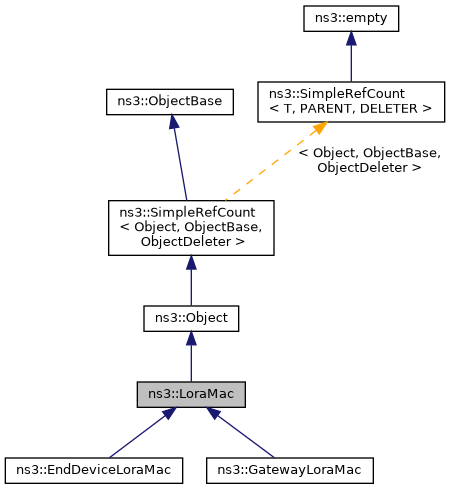 ns3::empty
ns3::SimpleRefCount
< T, PARENT, DELETER >
ns3::ObjectBase
< Object, ObjectBase,
ObjectDeleter >
ns3::SimpleRefCount
< Object, ObjectBase,
ObjectDeleter >
ns3::Object
ns3::LoraMac
ns3::EndDeviceLoraMac
ns3::GatewayLoraMac